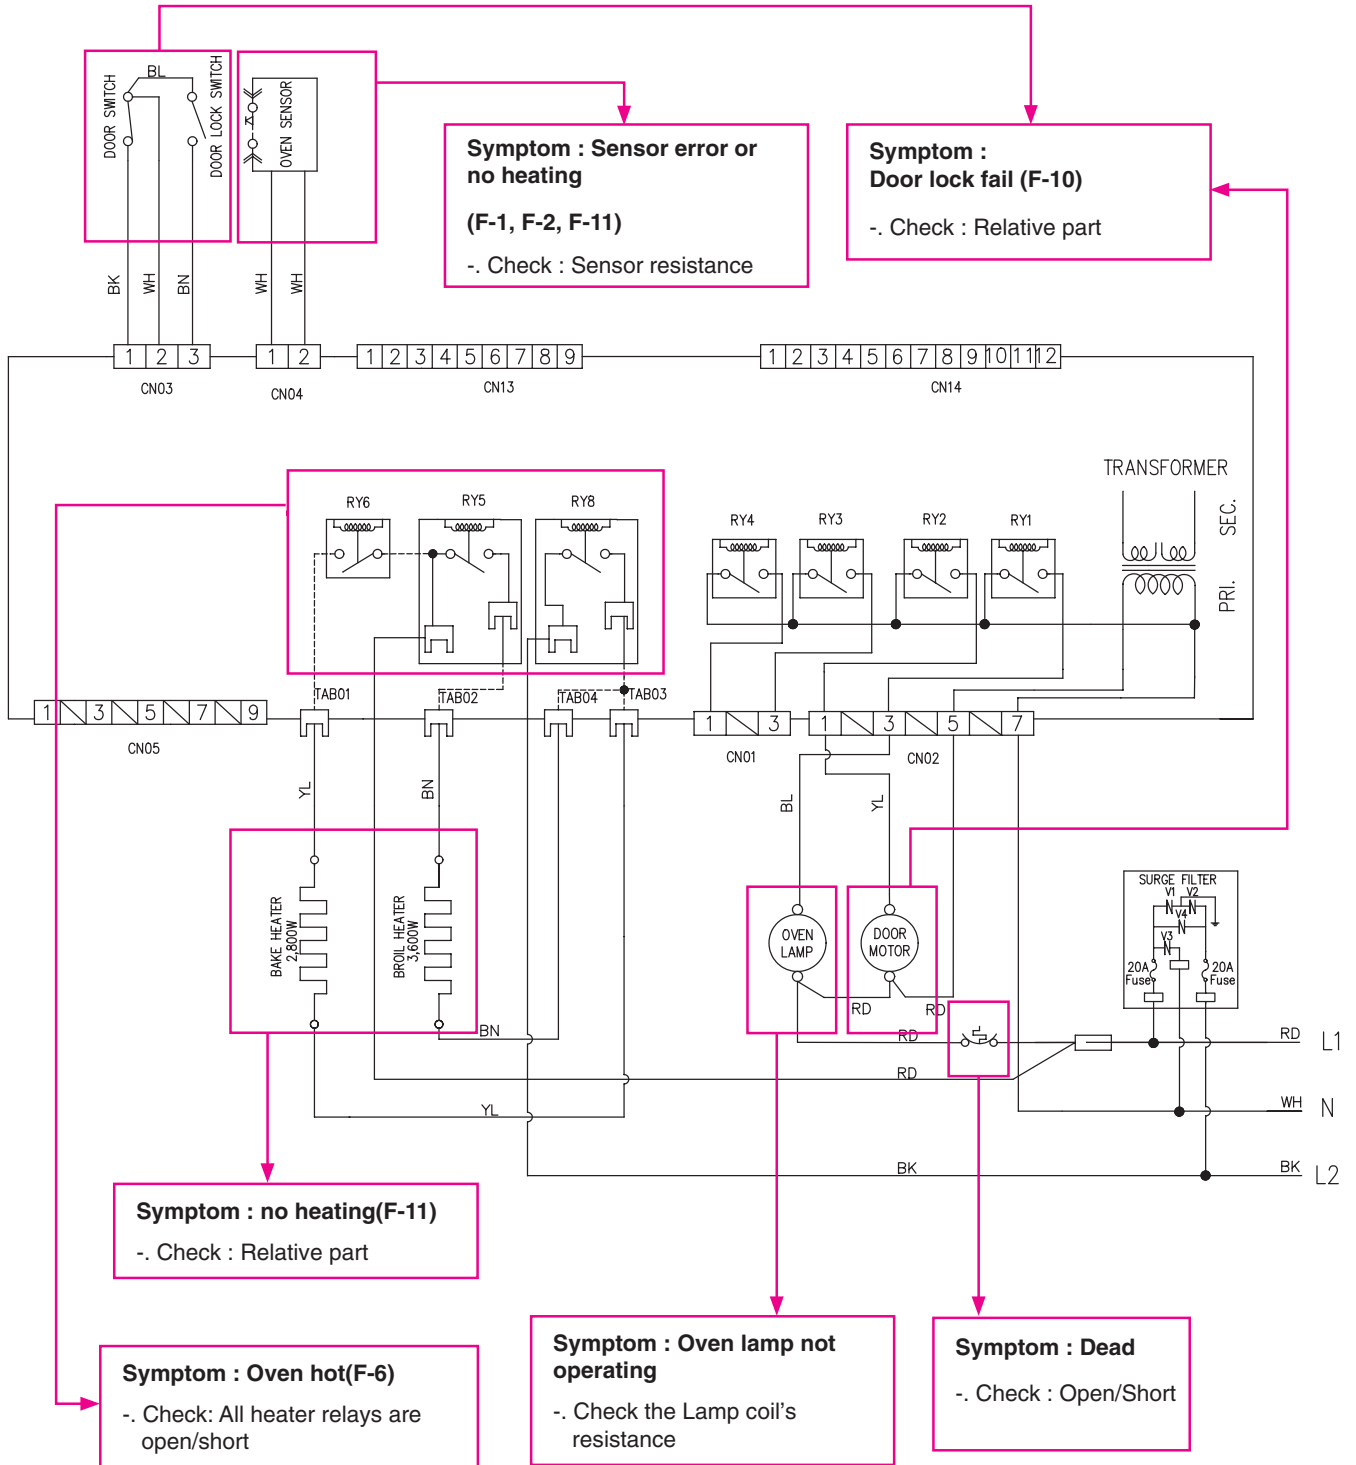 DOOR SWITCH
BL
DOOR LOCK SWITCH
OVEN SENSOR
Symptom : Sensor error or
no heating
(F-1, F-2, F-11)
-. Check : Sensor resistance
Symptom :
Door lock fail (F-10)
-. Check : Relative part
BK
WH
BN
WH
WH
1 2 3
CN03
1 2
CN04
1 2 3 4 5 6 7 8 9
CN13
1 2 3 4 5 6 7 8 9 10 11 12
CN14
TRANSFORMER
SEC.
PRI.
RY6
RY5
RY8
RY4
RY3
RY2
RY1
TAB01
TAB02
TAB04
TAB03
1 3 5 7 9
CN05
1 3
CN01
1 3 5 7
CN02
YL
BN
BL
YL
BAKE HEATER
2,800W
BROIL HEATER
3,600W
OVEN
LAMP
DOOR
MOTOR
SURGE FILTER
V1 V2
V4
V3
20A
Fuse
20A
Fuse
RD
RD
BN
RD
RD
L1
RD
YL
WH
N
BK
BK
L2
Symptom : no heating(F-11)
-. Check : Relative part
Symptom : Oven hot(F-6)
-. Check: All heater relays are
open/short
Symptom : Oven lamp not
operating
-. Check the Lamp coil's
resistance
Symptom : Dead
-. Check : Open/Short